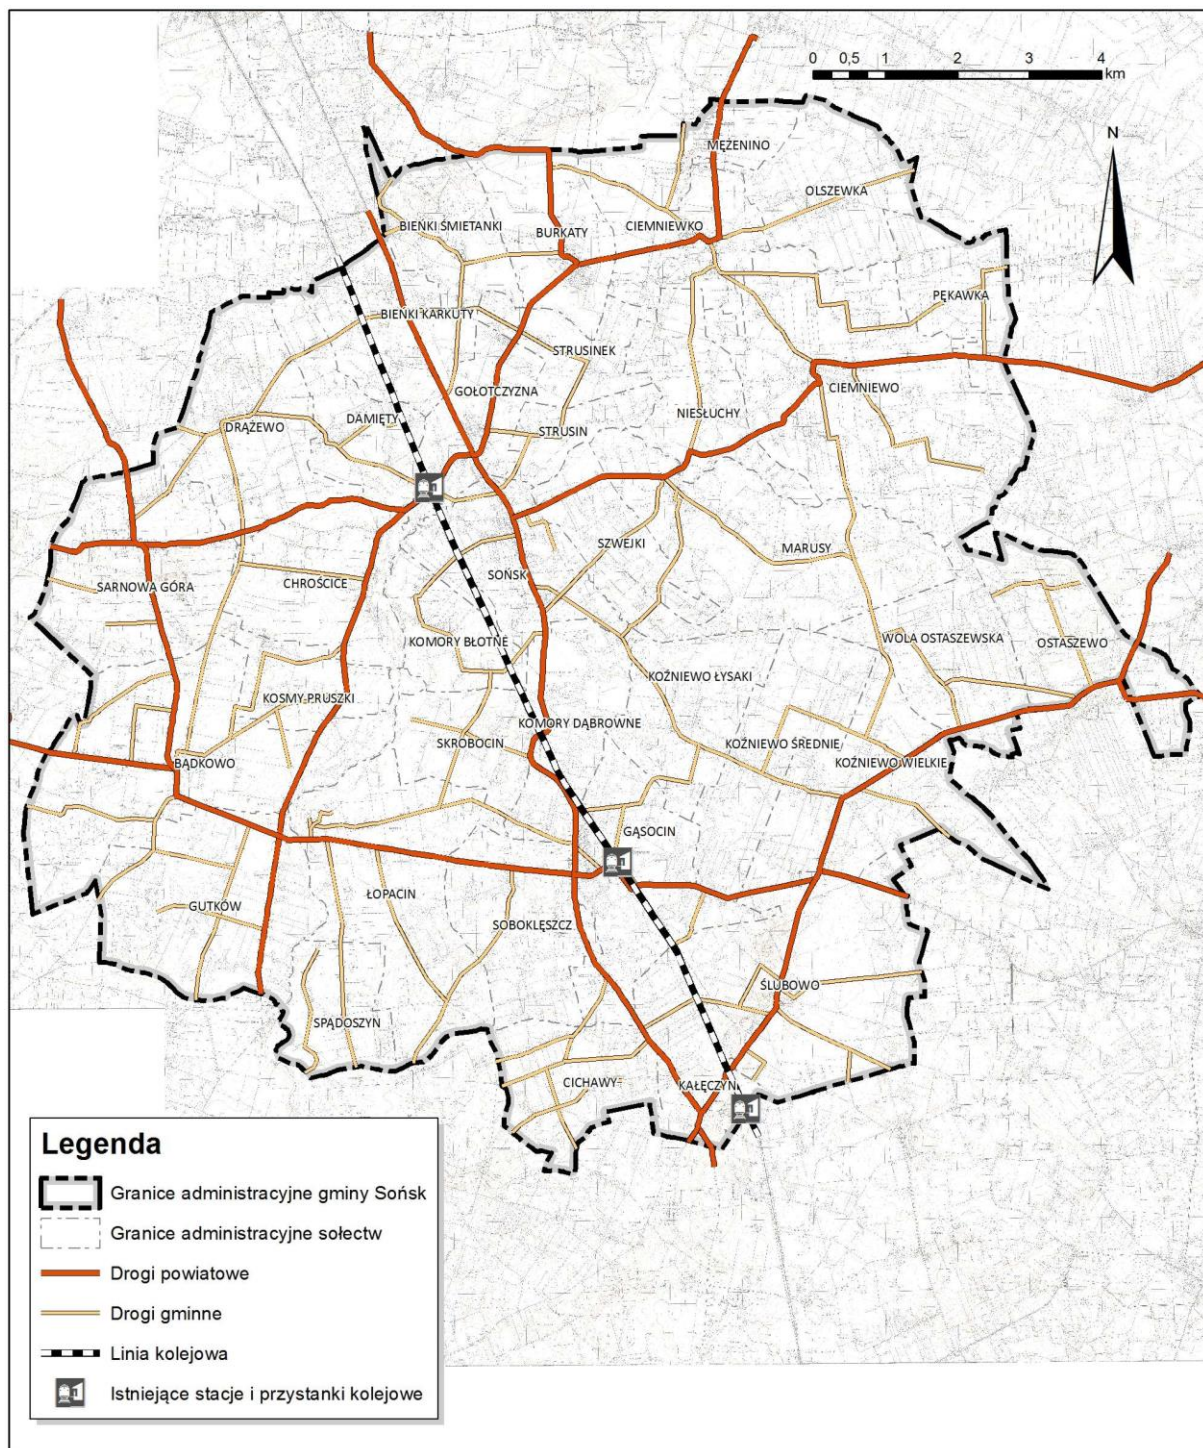 0 0,5 1 2 3 4
km
N
MĘŻENINO
OLSZEWKA
BIEŃKI ŚMIETANKI
BURKATY
CIEMNIEWKO
PĘKAWKA
BIEŃKI KARKUTY
STRUSINEK
GOŁOTCZYZNA
CIEMNIEWO
NIESŁUCHY
DAMIĘTY
DRĄŻEWO
STRUSIN
SZWEJKI
MARUSY
SOŃSK
CHROŚCICE
SARNOWA GÓRA
KOMORY BŁOTNE
WOLA OSTASZEWSKA
OSTASZEWO
KOŹNIEWO ŁYSAKI
KOSMY-PRUSZKI
KOMORY DĄBROWNE
SKROBOCIN
KOŹNIEWO ŚREDNIE
BĄDKOWO
KOŹNIEWO WIELKIE
GĄSOCIN
ŁOPACIN
GUTKÓW
SOBOKLĘSZCZ
ŚLUBOWO
SPĄDOSZYN
CICHAWY
KAŁĘCZYN
Legenda
Granice administracyjne gminy Sońsk
Granice administracyjne sołectw
Drogi powiatowe
Drogi gminne
Linia kolejowa
Istniejące stacje i przystanki kolejowe